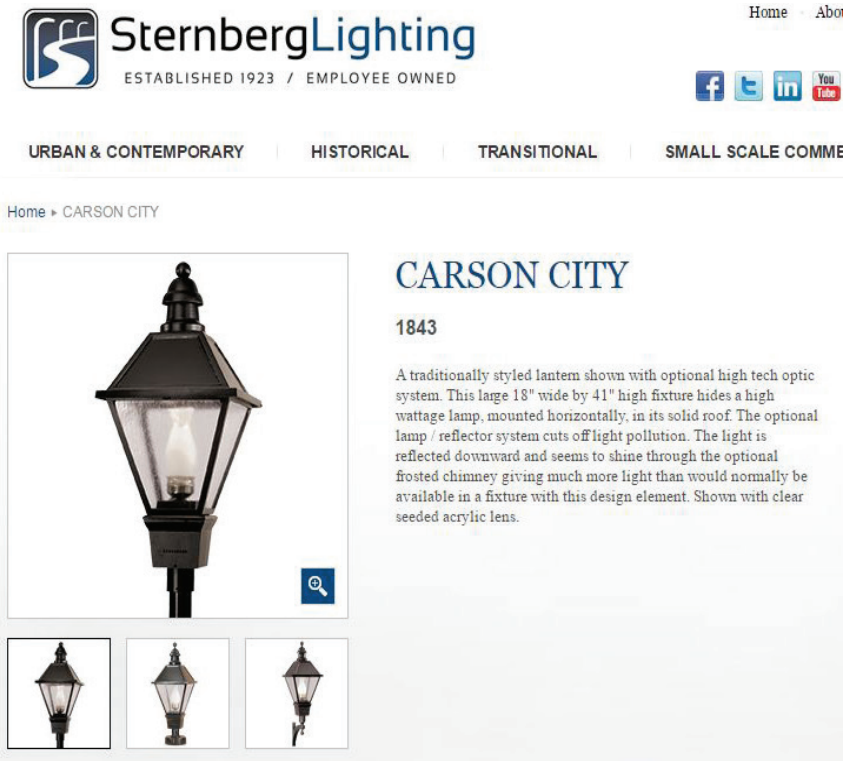 Home
SternbergLighting
ESTABLISHED 1923 / EMPLOYEE OWNED
You
Tube
URBAN & CONTEMPORARY
HISTORICAL
TRANSITIONAL
SMALL SCALE
Home ▸ CARSON CITY
CARSON CITY
1843
A traditionally styled lantern shown with optional high tech optic
system. This large 18" wide by 41" high fixture hides a high
wattage lamp, mounted horizontally, in its solid roof. The optional
lamp / reflector system cuts off light pollution. The light is
reflected downward and seems to shine through the optional
frosted chimney giving much more light than would normally be
available in a fixture with this design element. Shown with clear
seeded acrylic lens.